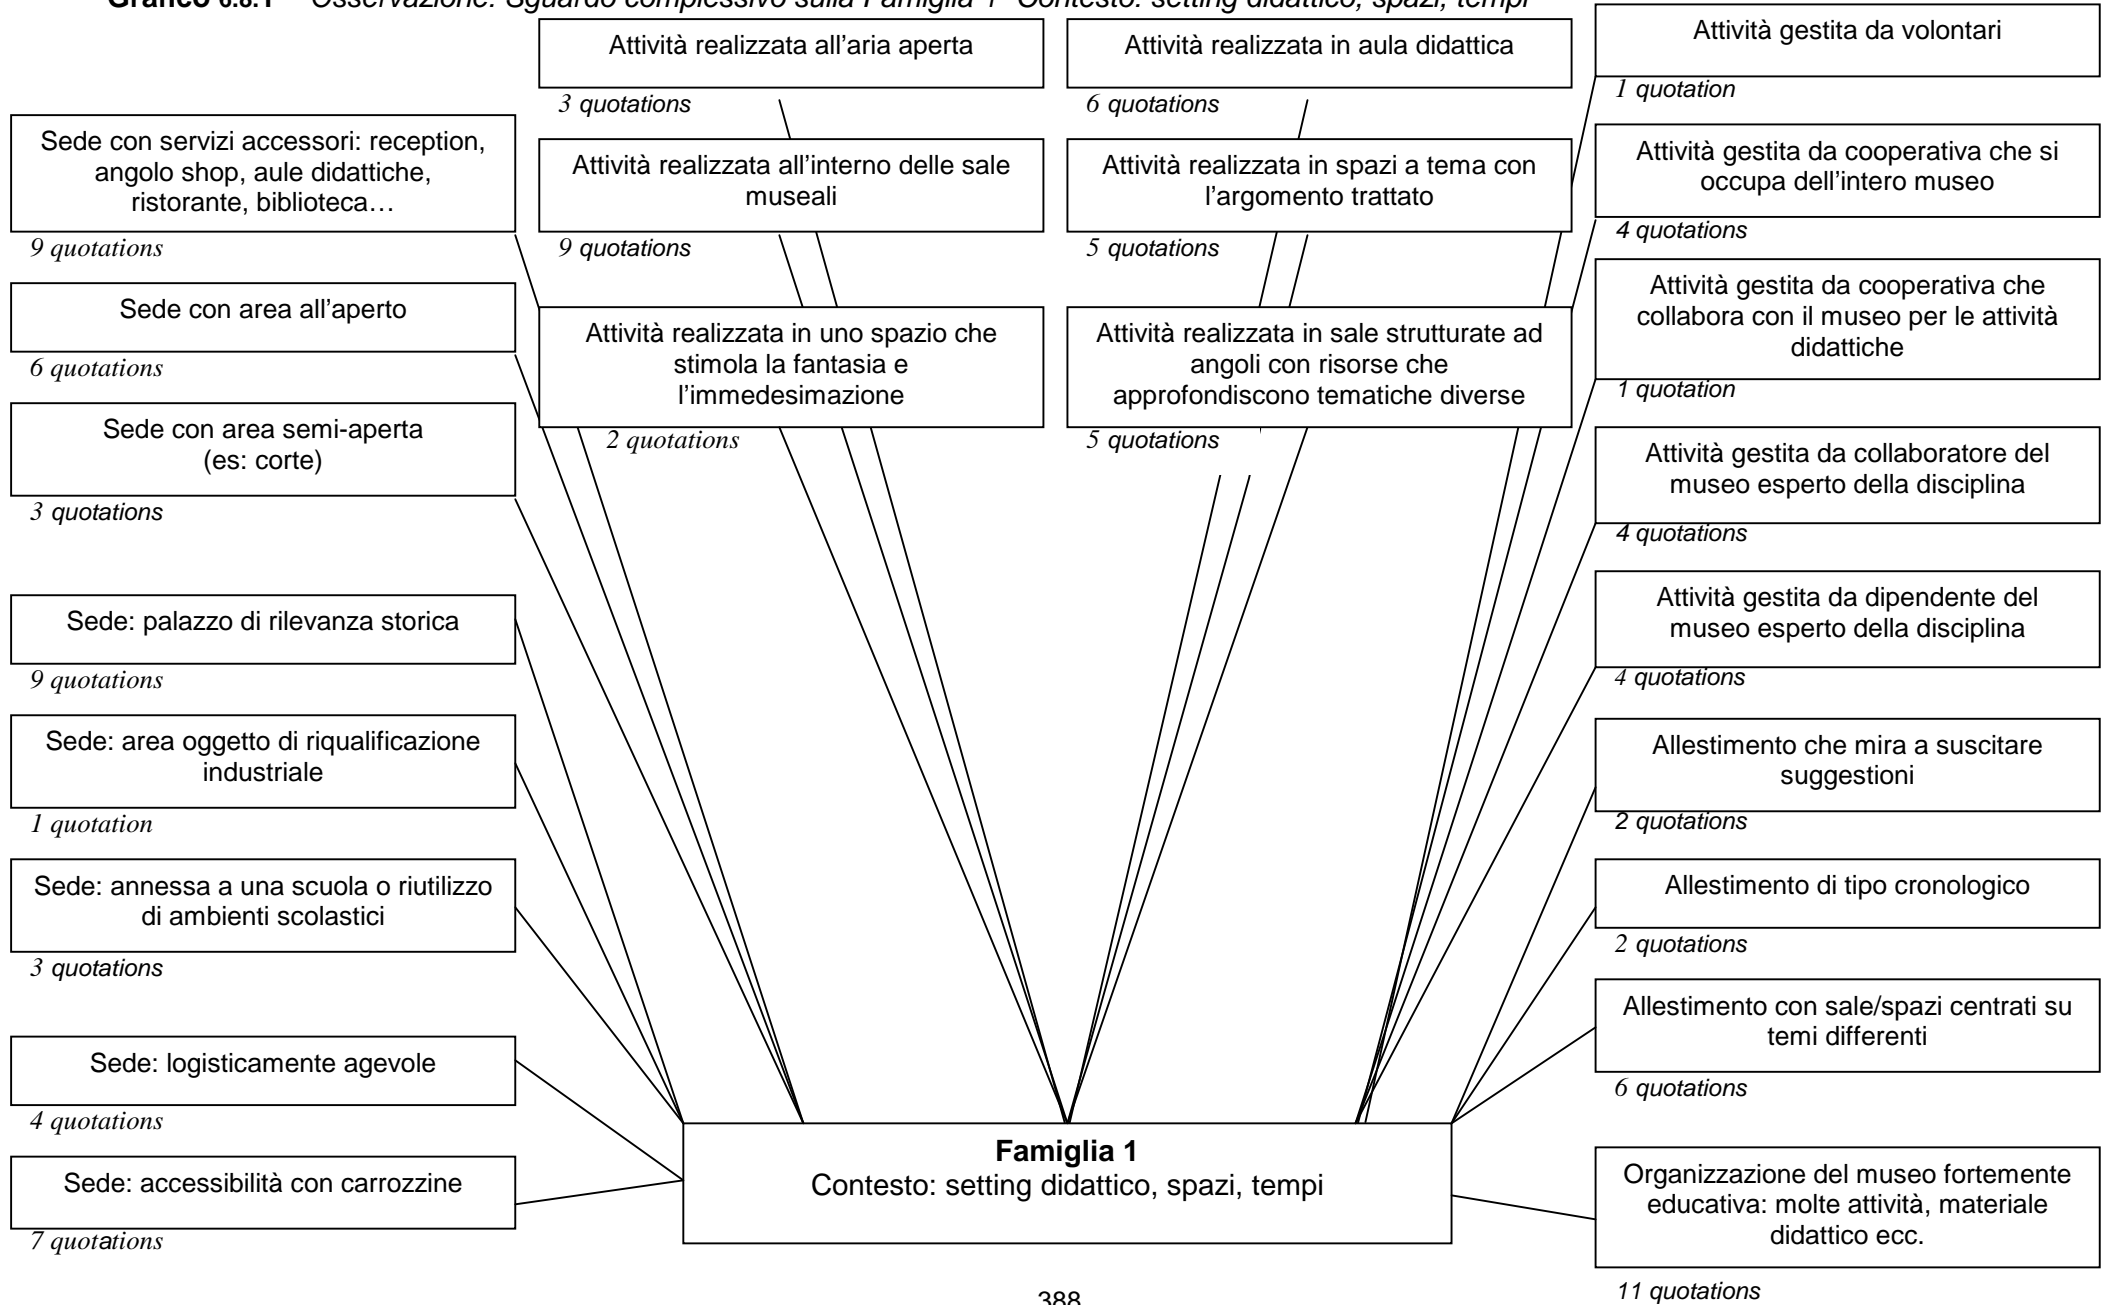 Grafico 6.8.1 – Osservazione: Sguardo complessivo sulla Famiglia 1 Contesto: setting didattico, spazi, tempi
Attività realizzata all’aria aperta
3 quotations
Attività realizzata in aula didattica
6 quotations
Attività gestita da volontari
1 quotation
Sede con servizi accessori: reception,
angolo shop, aule didattiche,
ristorante, biblioteca…
9 quotations
Attività realizzata all’interno delle sale
museali
9 quotations
Attività realizzata in spazi a tema con
l’argomento trattato
5 quotations
Attività gestita da cooperativa che si
occupa dell’intero museo
4 quotations
Sede con area all’aperto
6 quotations
Attività realizzata in uno spazio che
stimola la fantasia e
l’immedesimazione
2 quotations
Attività realizzata in sale strutturate ad
angoli con risorse che
approfondiscono tematiche diverse
5 quotations
Attività gestita da cooperativa che
collabora con il museo per le attività
didattiche
1 quotation
Sede con area semi-aperta
(es: corte)
3 quotations
Attività gestita da collaboratore del
museo esperto della disciplina
4 quotations
Sede: palazzo di rilevanza storica
9 quotations
Attività gestita da dipendente del
museo esperto della disciplina
4 quotations
Sede: area oggetto di riqualificazione
industriale
1 quotation
Allestimento che mira a suscitare
suggestioni
2 quotations
Sede: annessa a una scuola o riutilizzo
di ambienti scolastici
3 quotations
Allestimento di tipo cronologico
2 quotations
Allestimento con sale/spazi centrati su
temi differenti
6 quotations
Sede: logisticamente agevole
4 quotations
Sede: accessibilità con carrozzine
7 quotations
Famiglia 1
Contesto: setting didattico, spazi, tempi
Organizzazione del museo fortemente
educativa: molte attività, materiale
didattico ecc.
11 quotations
388